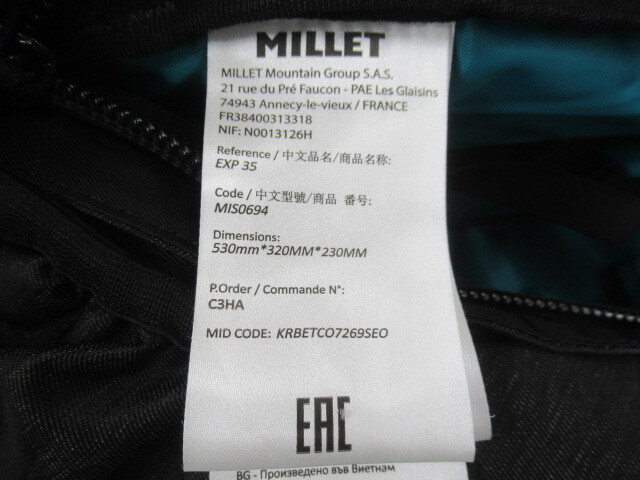 MILLET
MILLET Mountain Group S.A.S.
21 rue du Pré Faucon - PAE Les Glaisins
74943 Annecy-le-vieux / FRANCE
FR38400313318
NIF: N0013126H
Reference / 中文品名/商品名称:
EXP 35
Code / 中文型號/商品 番号:
MIS0694
Dimensions:
530mm*320MM*230MM
P.Order / Commande N°:
C3HA
MID CODE: KRBETCO7269SEO
EAC
BG - Произведено във Виетнам